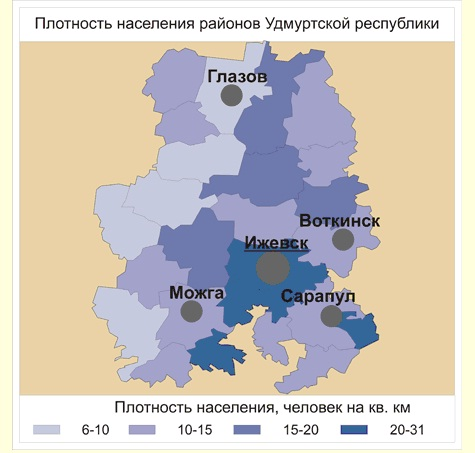 Плотность населения районов Удмуртской республики
Глазов
Воткинск
Ижевск
Можга
Сарапул
Плотность населения, человек на кв. км
6-10 10-15 15-20 20-31